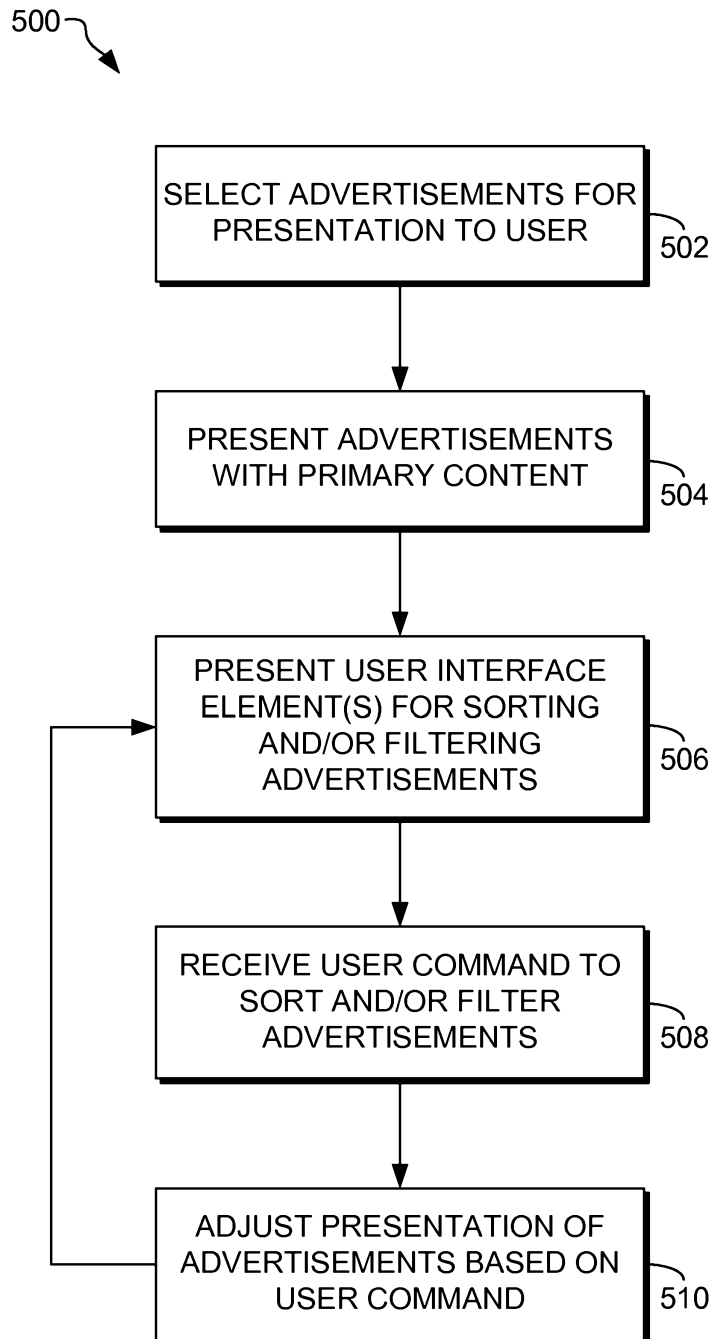 500
SELECT ADVERTISEMENTS FOR
PRESENTATION TO USER
502
PRESENT ADVERTISEMENTS
WITH PRIMARY CONTENT
504
PRESENT USER INTERFACE
ELEMENT(S) FOR SORTING
AND/OR FILTERING
ADVERTISEMENTS
506
RECEIVE USER COMMAND TO
SORT AND/OR FILTER
ADVERTISEMENTS
508
ADJUST PRESENTATION OF
ADVERTISEMENTS BASED ON
USER COMMAND
510